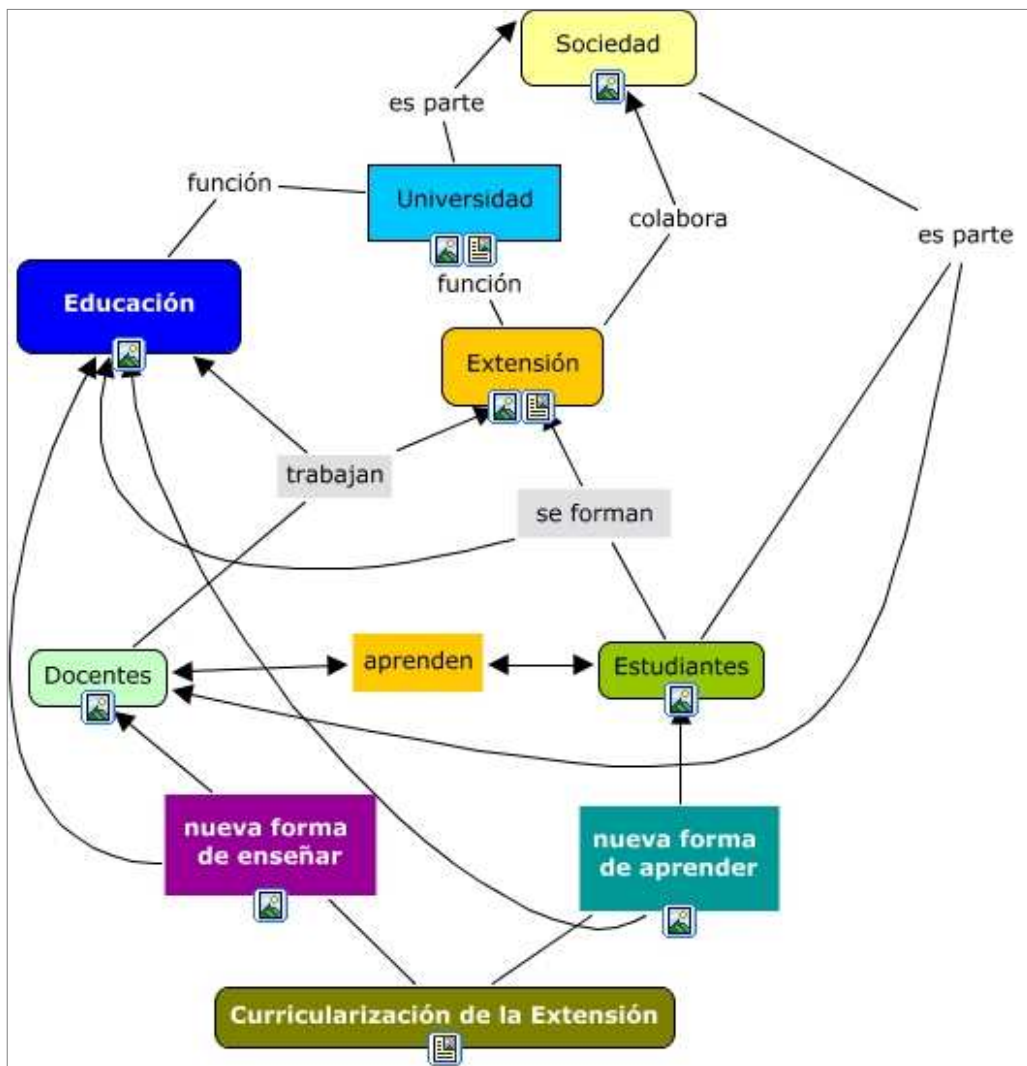 Sociedad
es parte
función
Universidad
colabora
es parte
función
Educación
Extensión
trabajan
se forman
Docentes
aprenden
Estudiantes
nueva forma
de enseñar
nueva forma
de aprender
Curricularización de la Extensión